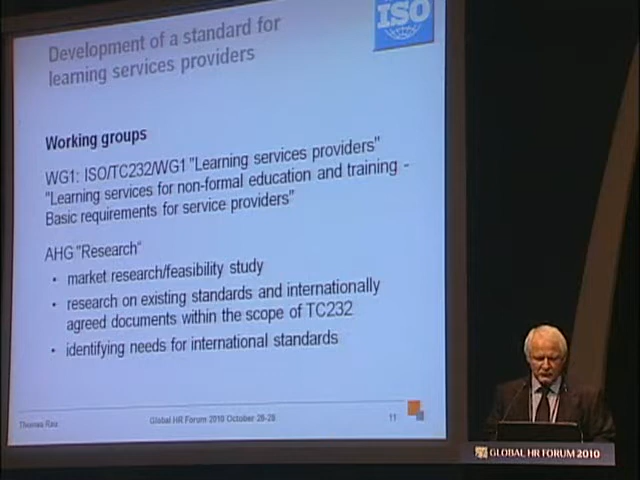 Development of a standard for
learning services providers
ISO
Working groups
WG1: ISO/TC232/WG1 "Learning services providers"
"Learning services for non-formal education and training -
Basic requirements for service providers"
AHG "Research"
• market research/feasibility study
• research on existing standards and internationally
agreed documents within the scope of TC232
• identifying needs for international standards
Thomas Rau
Global HR Forum 2010 October 26-28
11
GLOBAL HR FORUM 2010